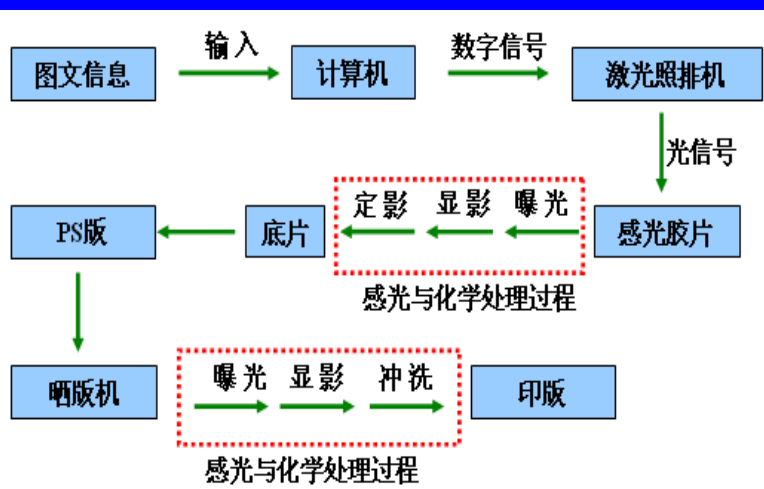 图文信息
输入
计算机
数字信号
激光照排机
光信号
感光胶片
曝光
显影
定影
感光与化学处理过程
底片
PS版
晒版机
曝光
显影
冲洗
感光与化学处理过程
印版